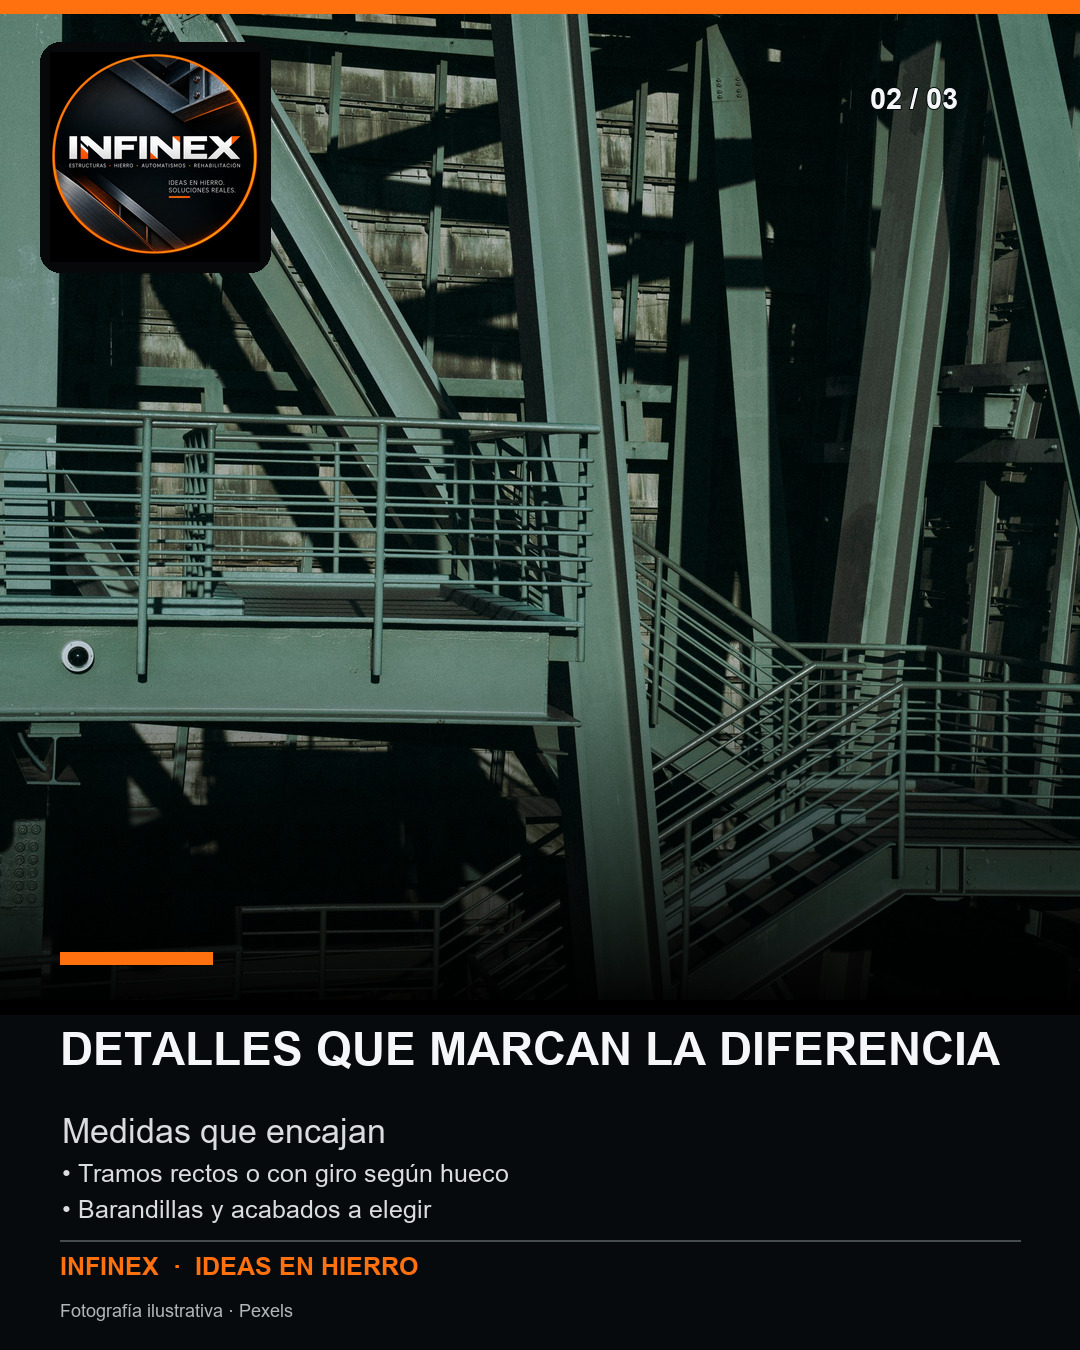 INFINEX
ESTRUCTURAS · HIERRO · AUTOMATISMOS · REHABILITACIÓN
IDEAS EN HIERRO.
SOLUCIONES REALES.
02 / 03
DETALLES QUE MARCAN LA DIFERENCIA
Medidas que encajan
• Tramos rectos o con giro según hueco
• Barandillas y acabados a elegir
INFINEX · IDEAS EN HIERRO
Fotografía ilustrativa · Pexels